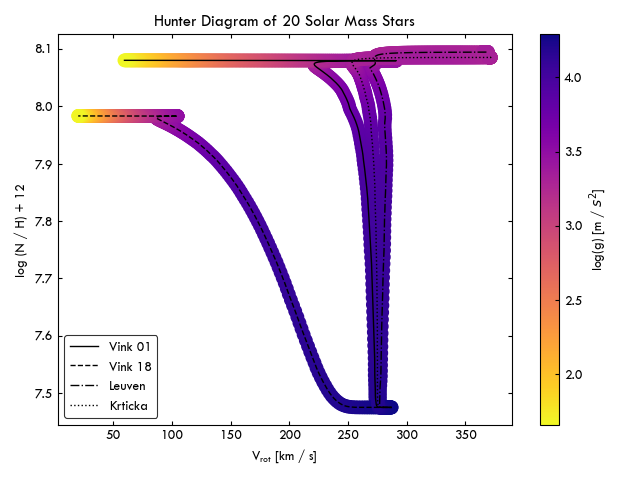 Hunter Diagram of 20 Solar Mass Stars
8.1
8.0
7.9
7.8
7.7
7.6
7.5
log (N / H) + 12
Vink 01
Vink 18
Leuven
Krticka
50 100 150 200 250 300 350
V_rot [km / s]
4.0
3.5
3.0
2.5
2.0
log(g) [m / s²]